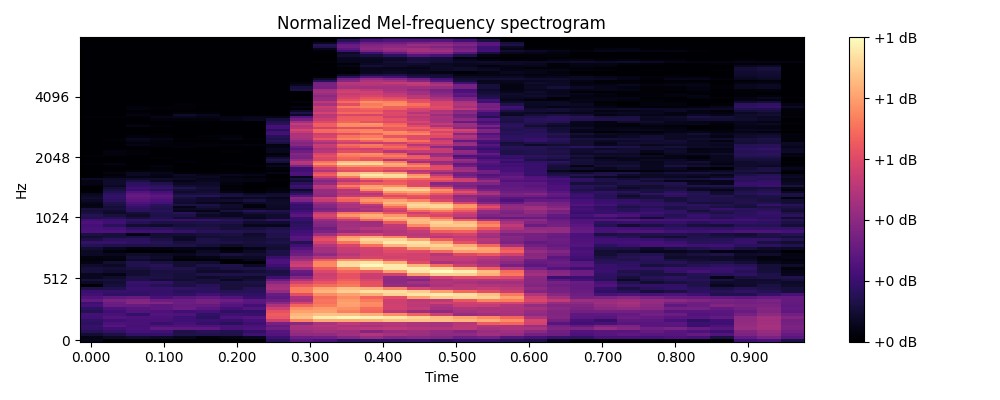 Normalized Mel-frequency spectrogram
Hz
4096
2048
1024
512
0
0.000 0.100 0.200 0.300 0.400 0.500 0.600 0.700 0.800 0.900
Time
+1 dB
+1 dB
+1 dB
+0 dB
+0 dB
+0 dB